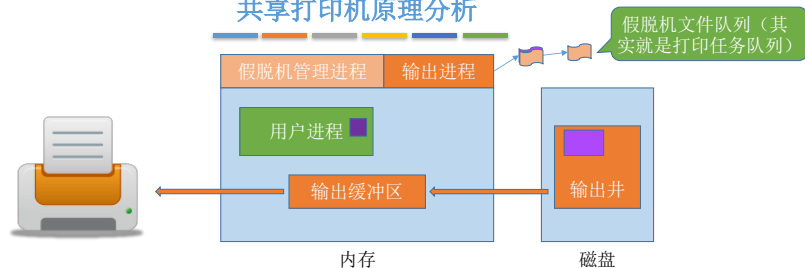 共享打印机原理分析
假脱机文件队列（其
实就是打印任务队列）
假脱机管理进程
输出进程
用户进程
输出缓冲区
输出井
内存
磁盘